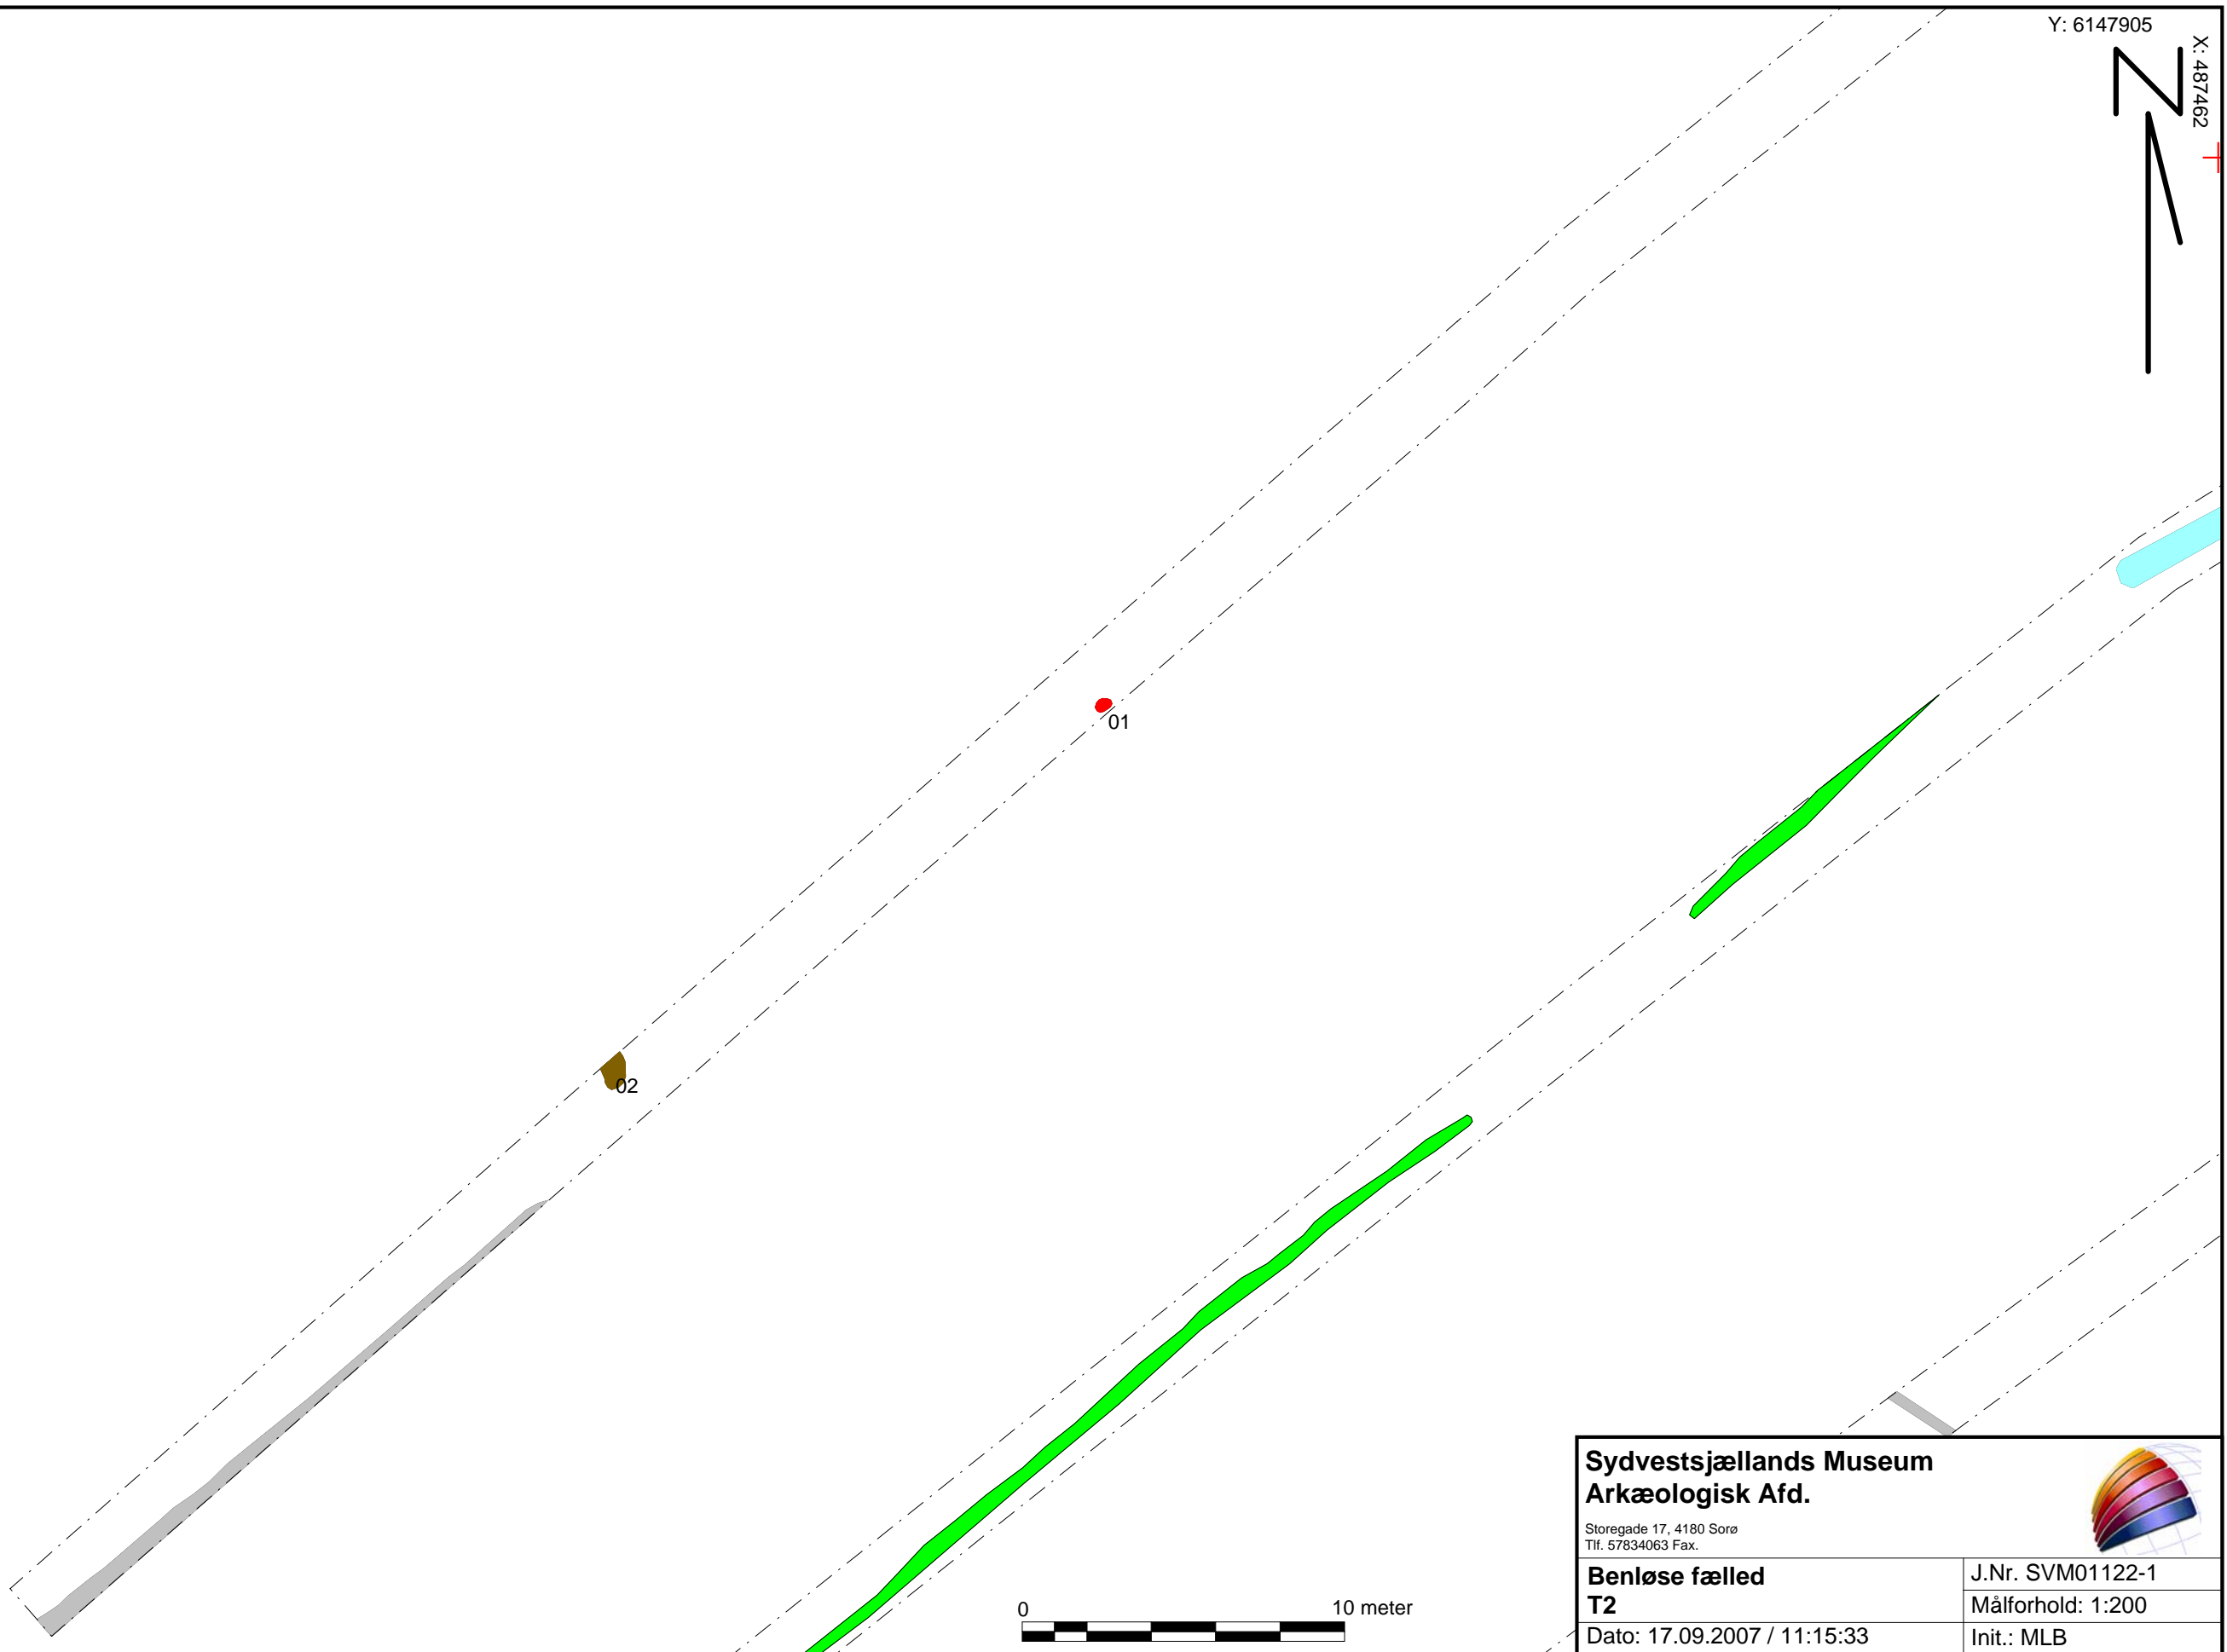 Y: 6147905
X: 487462
N
01
02
0
10 meter
Sydvestsjællands Museum
Arkæologisk Afd.
Storegade 17, 4180 Sorø
Tlf. 57834063 Fax.
Benløse fælled
T2
J.Nr. SVM01122-1
Målforhold: 1:200
Dato: 17.09.2007 / 11:15:33
Init.: MLB